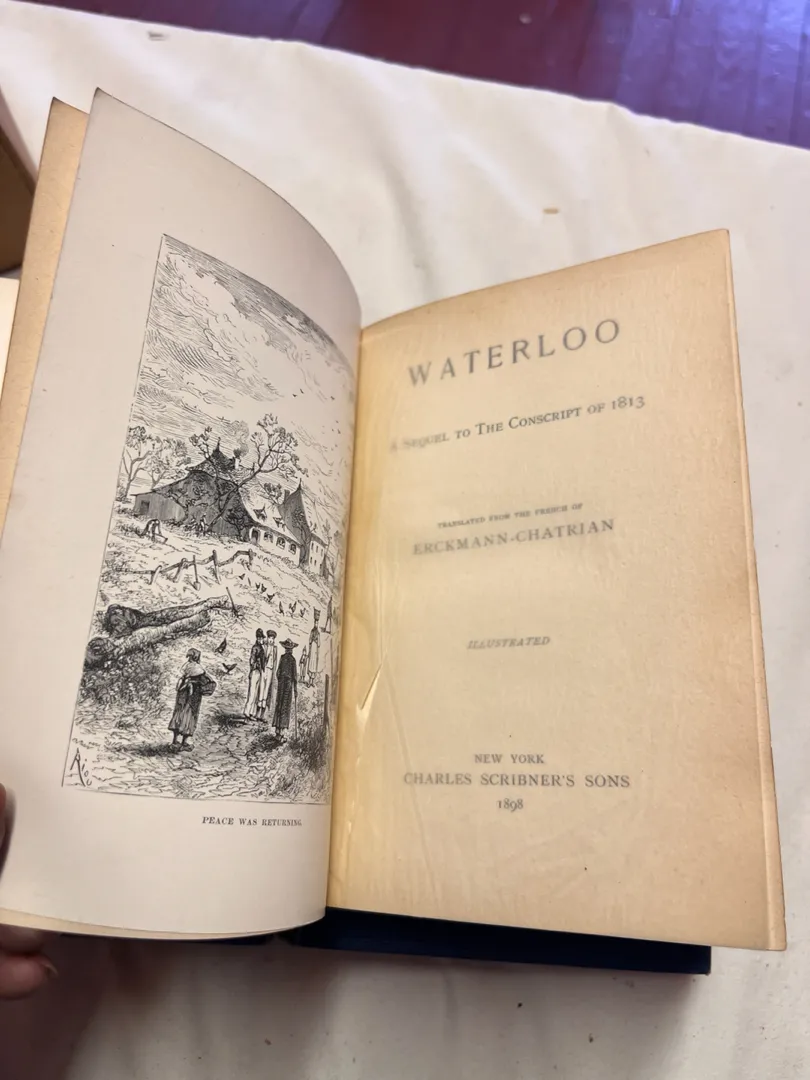 Riou
PEACE WAS RETURNING.
WATERLOO
A SEQUEL TO THE CONSCRIPT OF 1813
TRANSLATED FROM THE FRENCH OF
ERCKMANN-CHATRIAN
ILLUSTRATED
NEW YORK
CHARLES SCRIBNER'S SONS
1898